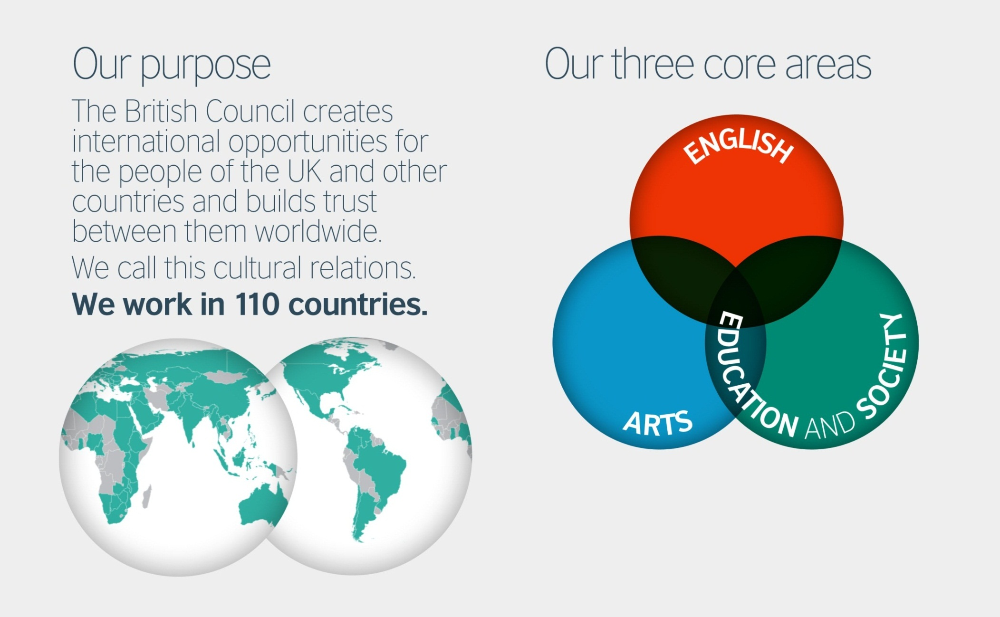 Our purpose
The British Council creates
international opportunities for
the people of the UK and other
countries and builds trust
between them worldwide.
We call this cultural relations.
We work in 110 countries.
Our three core areas
ENGLISH
ARTS
EDUCATION AND SOCIETY